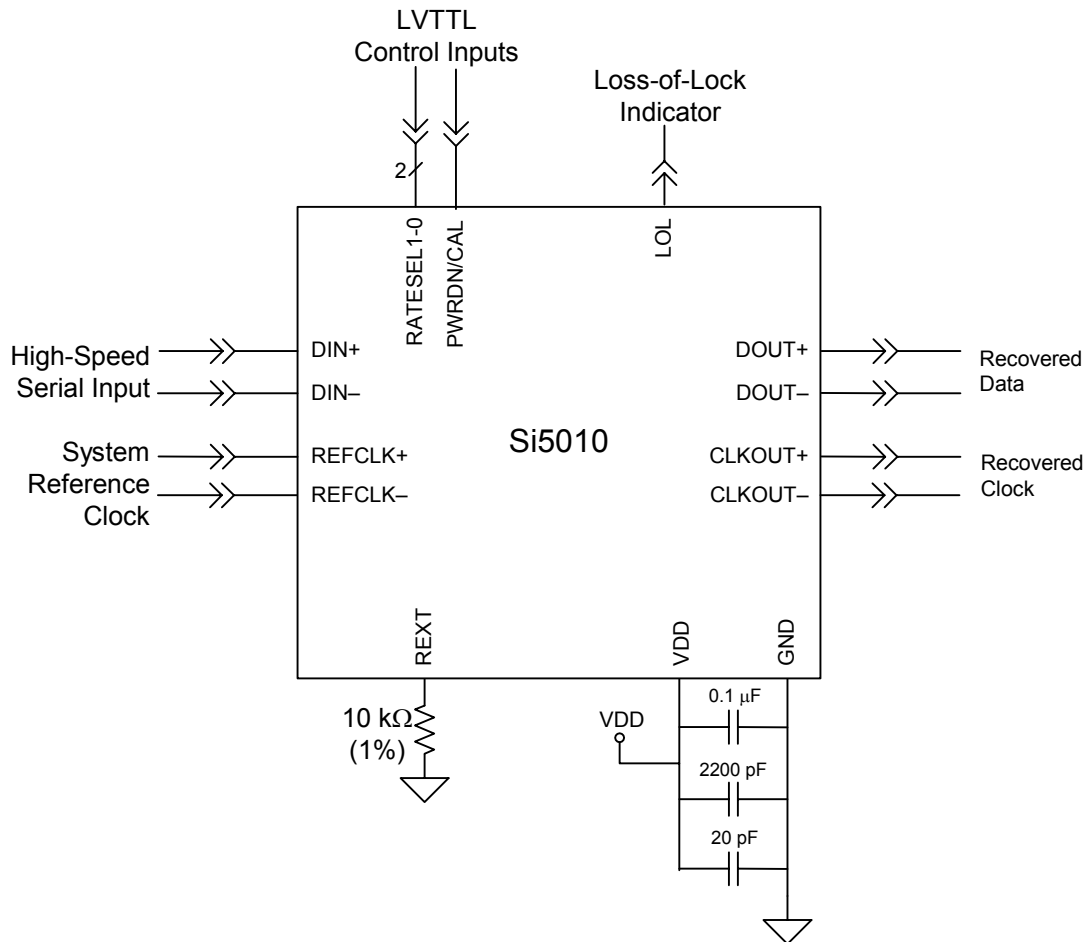 LVTTL
Control Inputs
Loss-of-Lock
Indicator
2
RATESEL1-0
PWRDN/CAL
LOL
High-Speed
Serial Input
DIN+
DIN–
System
Reference
Clock
REFCLK+
REFCLK–
Si5010
DOUT+
DOUT–
Recovered
Data
CLKOUT+
CLKOUT–
Recovered
Clock
REXT
VDD
GND
10 kΩ
(1%)
VDD
0.1 μF
2200 pF
20 pF